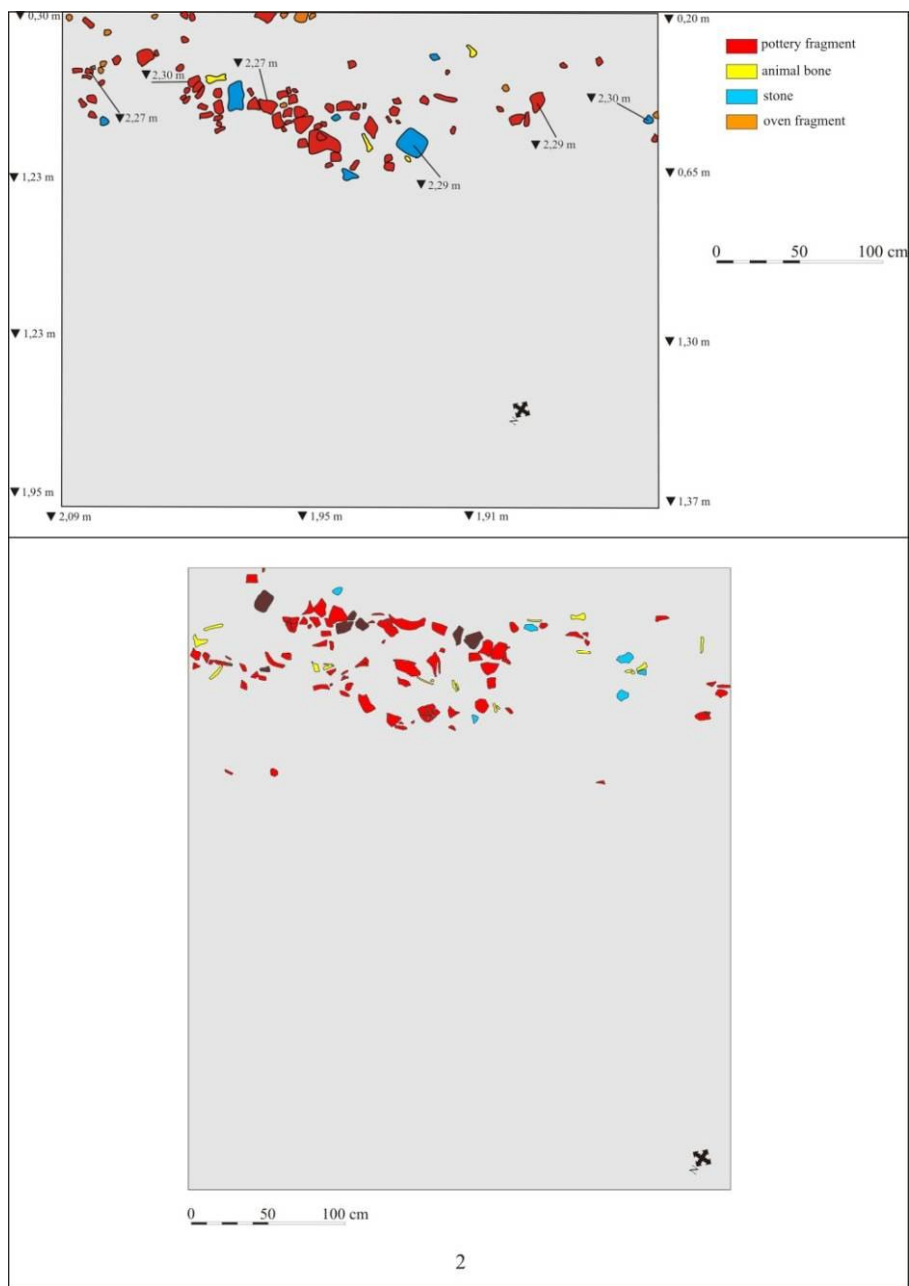 ▼ 0,30 m
▼ 0,20 m
pottery fragment
animal bone
stone
oven fragment
▼ 2,27 m
▼ 2,30 m
▼ 2,30 m
▼ 2,27 m
▼ 2,29 m
▼ 2,29 m
▼ 1,23 m
▼ 0,65 m
0 50 100 cm
▼ 1,23 m
▼ 1,30 m
N
▼ 1,95 m
▼ 1,37 m
▼ 2,09 m
▼ 1,95 m
▼ 1,91 m
N
0 50 100 cm
2